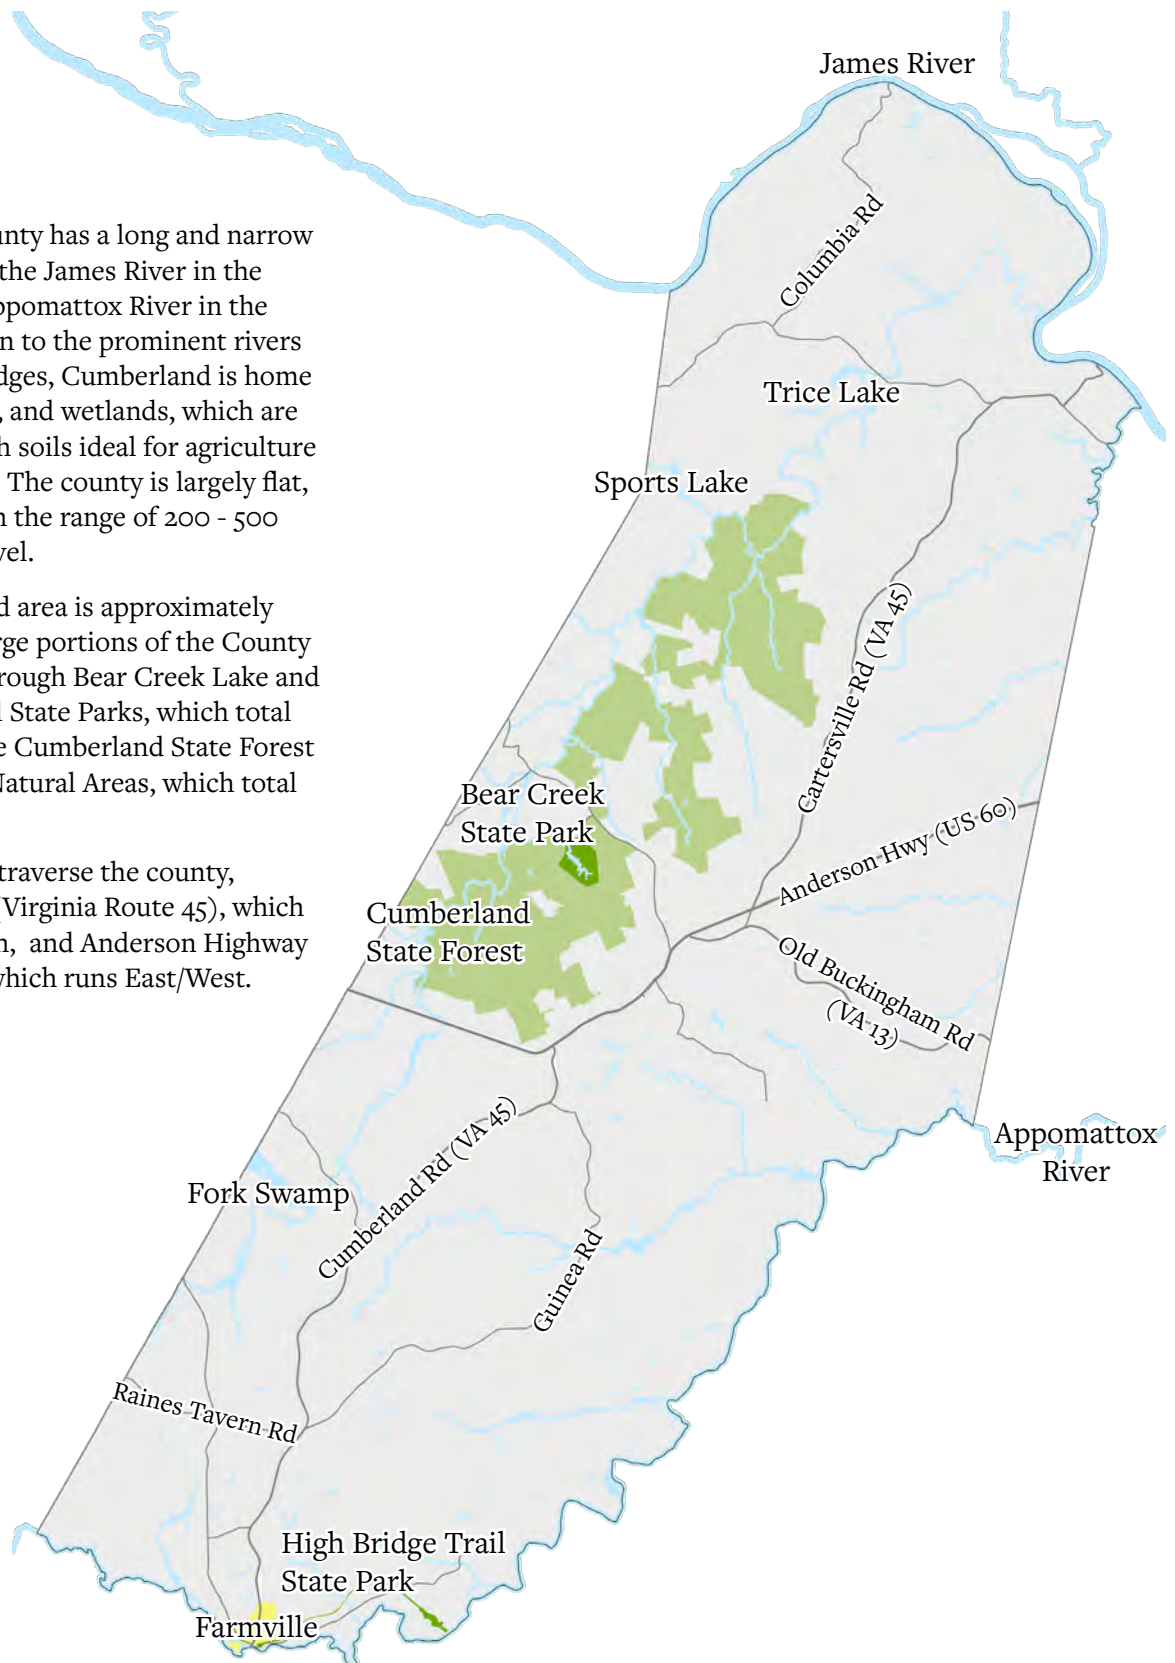 James River
unty has a long and narrow
the James River in the
ppomattox River in the
n to the prominent rivers
dges, Cumberland is home
, and wetlands, which are
h soils ideal for agriculture
. The county is largely flat,
n the range of 200 - 500
vel.
d area is approximately
rge portions of the County
rough Bear Creek Lake and
l State Parks, which total
e Cumberland State Forest
Natural Areas, which total
traverse the county,
(Virginia Route 45), which
n, and Anderson Highway
which runs East/West.
Columbia Rd
Trice Lake
Sports Lake
Cartersville Rd (VA 45)
Bear Creek
State Park
Anderson Hwy (US 60)
Cumberland
State Forest
Old Buckingham Rd
(VA 13)
Cumberland Rd (VA 45)
Appomattox
River
Fork Swamp
Guinea Rd
Raines Tavern Rd
High Bridge Trail
State Park
Farmville